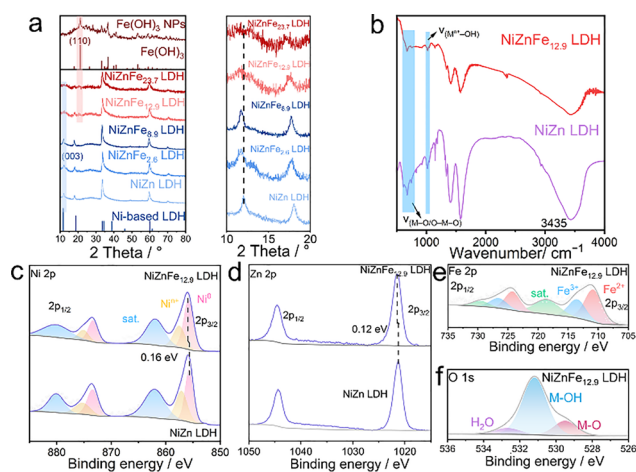 a
Fe(OH)3 NPs
(110)
Fe(OH)3
NiZnFe23.7 LDH
NiZnFe12.9 LDH
NiZnFe8.9 LDH
(003)
NiZnFe2.6 LDH
NiZn LDH
Ni-based LDH
10 20 30 40 50 60 70 80
2 Theta / °
NiZnFe23.7 LDH
NiZnFe12.9 LDH
NiZnFe8.9 LDH
NiZnFe2.6 LDH
NiZn LDH
10 15 20
2 Theta / °
b
V(Mn+-OH)
NiZnFe12.9 LDH
NiZn LDH
V(M-O/O-M-O)
3435
500 1000 2000 3000 4000
Wavenumber/ cm-1
c
Ni 2p
NiZnFe12.9 LDH
2p1/2
sat.
Nim+
Ni0
2p3/2
0.16 eV
NiZn LDH
880 870 860 850
Binding energy / eV
d
Zn 2p
NiZnFe12.9 LDH
2p1/2
2p3/2
0.12 eV
NiZn LDH
1050 1040 1030 1020
Binding energy / eV
e
Fe 2p
NiZnFe12.9 LDH
2p1/2
sat.
Fe3+
Fe2+
2p3/2
735 730 725 720 715 710 705
Binding energy / eV
f
O 1s
NiZnFe12.9 LDH
M-OH
H2O
M-O
536 534 532 530 528 526
Binding energy / eV